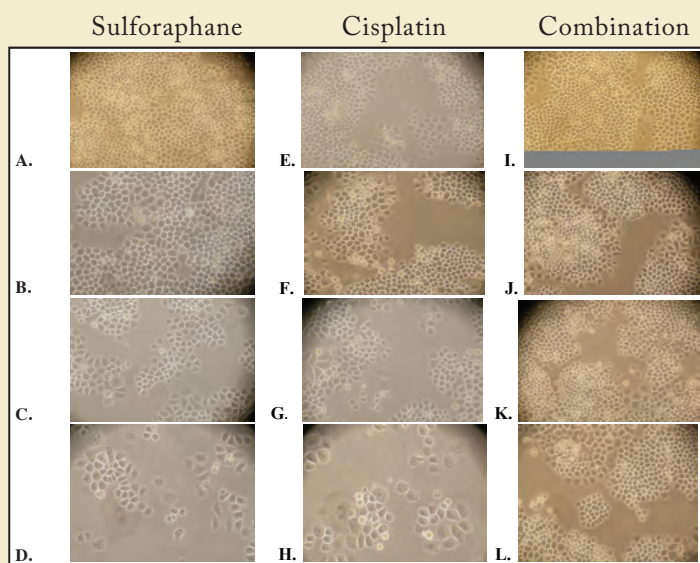 Sulforaphane Cisplatin Combination
A. E. I.
B. F. J.
C. G. K.
D. H. L.